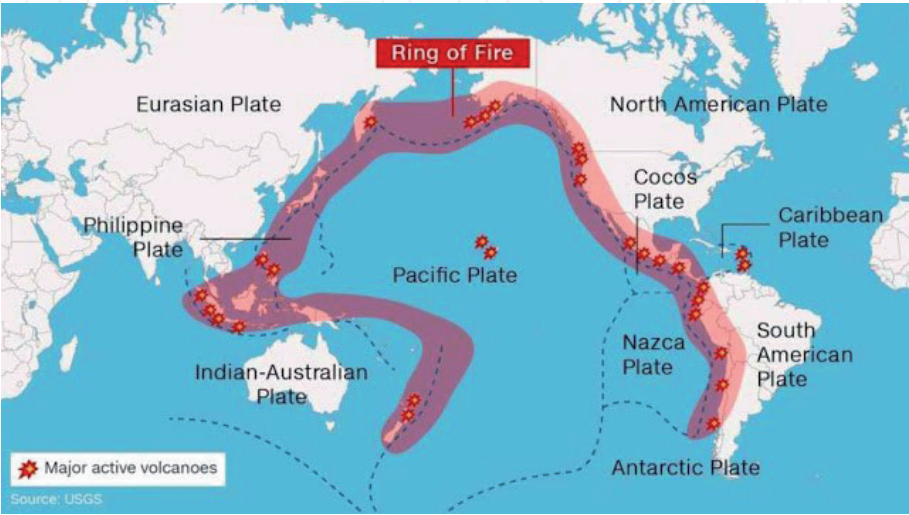 Ring of Fire
Eurasian Plate
North American Plate
Cocos
Plate
Caribbean
Plate
Philippine
Plate
Pacific Plate
Nazca
Plate
South
American
Plate
Indian-Australian
Plate
Antarctic Plate
Major active volcanoes
Source: USGS